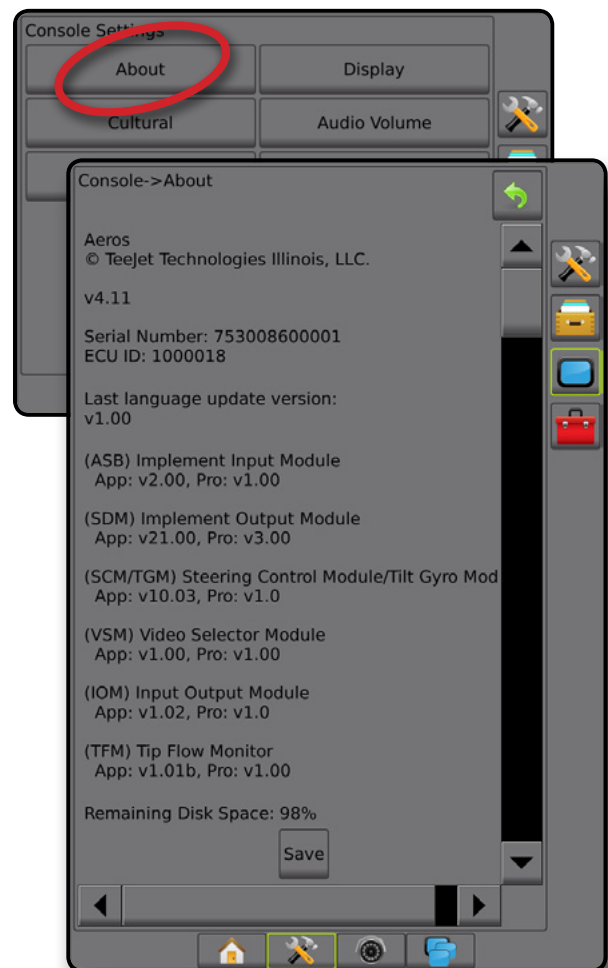 Console Settings
About
Display
Cultural
Audio Volume
Console->About
Aeros
© TeeJet Technologies Illinois, LLC.
v4.11
Serial Number: 753008600001
ECU ID: 1000018
Last language update version:
v1.00
(ASB) Implement Input Module
App: v2.00, Pro: v1.00
(SDM) Implement Output Module
App: v21.00, Pro: v3.00
(SCM/TGM) Steering Control Module/Tilt Gyro Mod
App: v10.03, Pro: v1.0
(VSM) Video Selector Module
App: v1.00, Pro: v1.00
(IOM) Input Output Module
App: v1.02, Pro: v1.0
(TFM) Tip Flow Monitor
App: v1.01b, Pro: v1.00
Remaining Disk Space: 98%
Save